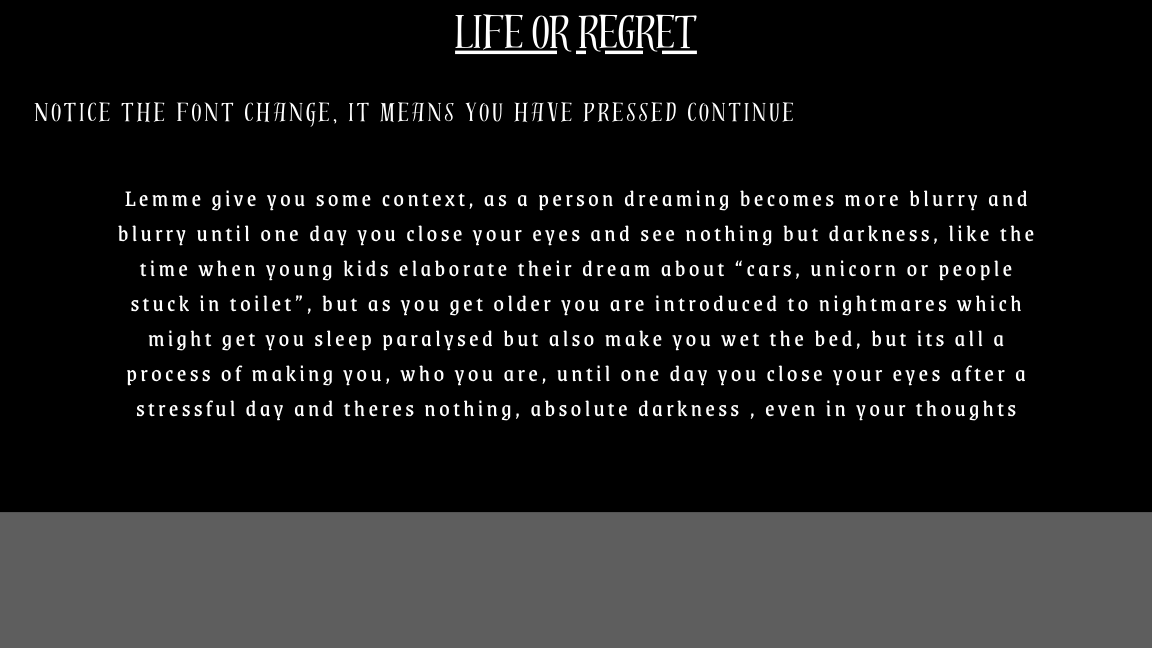 LIFE OR REGRET
NOTICE THE FONT CHANGE, IT MEANS YOU HAVE PRESSED CONTINUE
Lemme give you some context, as a person dreaming becomes more blurry and
blurry until one day you close your eyes and see nothing but darkness, like the
time when young kids elaborate their dream about “cars, unicorn or people
stuck in toilet”, but as you get older you are introduced to nightmares which
might get you sleep paralysed but also make you wet the bed, but its all a
process of making you, who you are, until one day you close your eyes after a
stressful day and theres nothing, absolute darkness , even in your thoughts